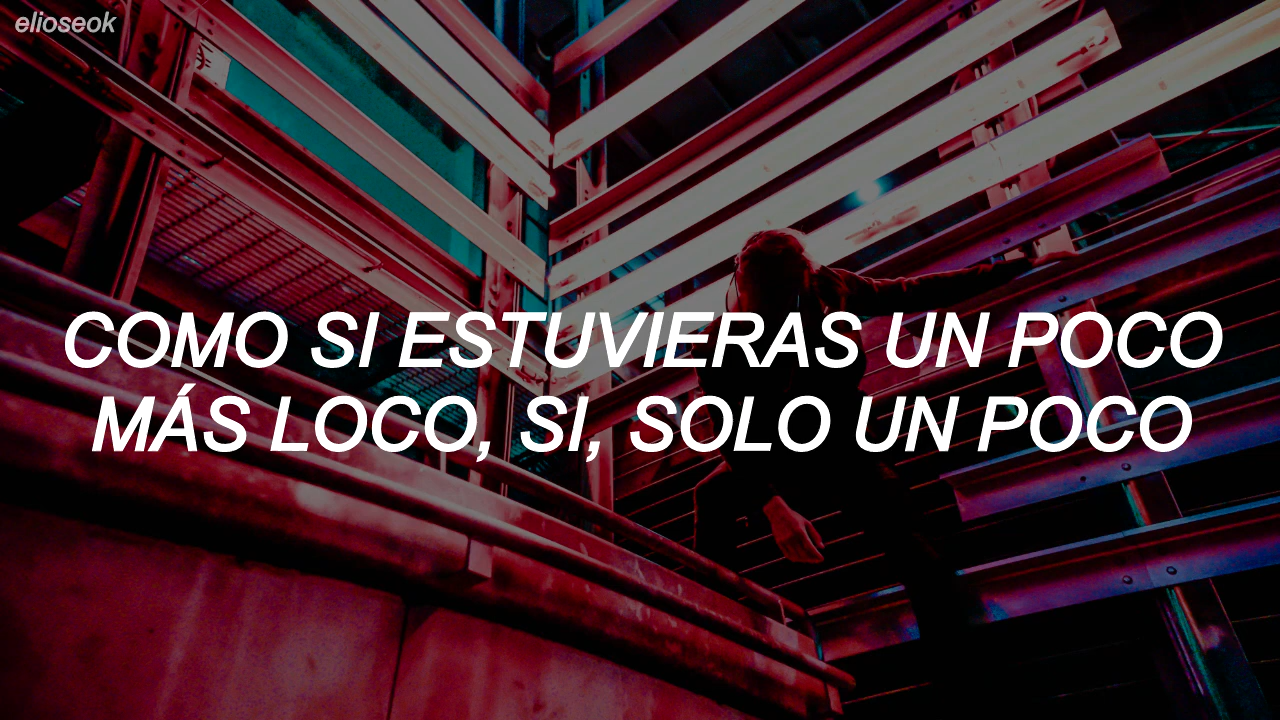 elioseok
COMO SI ESTUVIERAS UN POCO
MÁS LOCO, SI, SOLO UN POCO